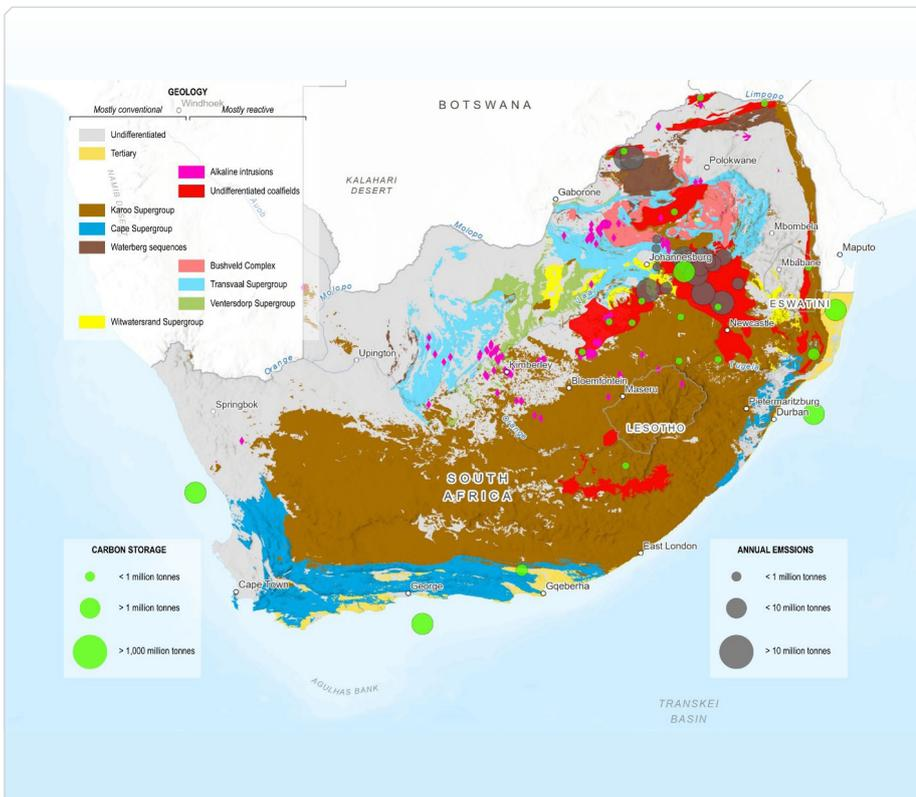 GEOLOGY
Mostly conventional
Mostly reactive
Windhoek
Undifferentiated
Tertiary
Alkaline intrusions
Undifferentiated coalfields
Karoo Supergroup
Cape Supergroup
Waterberg sequences
Bushveld Complex
Transvaal Supergroup
Ventersdorp Supergroup
Witwatersrand Supergroup
NAMIB
Auob
BOTSWANA
KALAHARI
DESERT
Limpopo
Polokwane
Gaborone
Molopo
Molopo
Mbombela
Maputo
Johannesburg
Mbabane
ESWATINI
Newcastle
Upington
Orange
Kimberley
Tugela
Bloemfontein
Maseru
Springbok
Pietermaritzburg
Durban
Orange
LESOTHO
SOUTH
AFRICA
East London
Cape Town
George
Gqeberha
CARBON STORAGE
< 1 million tonnes
> 1 million tonnes
> 1,000 million tonnes
ANNUAL EMSSIONS
< 1 million tonnes
< 10 million tonnes
> 10 million tonnes
AGULHAS BANK
TRANSKEI
BASIN